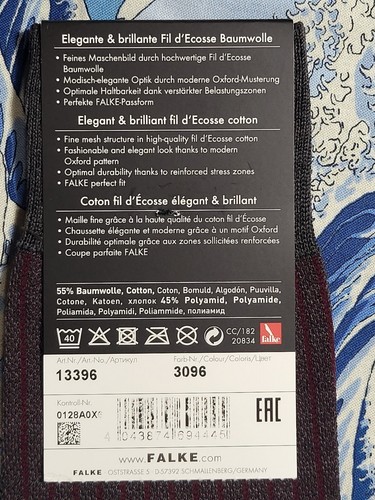 Elegante & brillante Fil d'Ecosse Baumwolle
• Feines Maschenbild durch hochwertige Fil d'Ecosse
Baumwolle
• Modisch-elegante Optik durch moderne Oxford-Musterung
• Optimale Haltbarkeit dank verstärkter Belastungszonen
• Perfekte FALKE-Passform
Elegant & brilliant fil d'Ecosse cotton
• Fine mesh structure in high-quality fil d'Ecosse cotton
• Fashionable and elegant look thanks to modern
Oxford pattern
• Optimal durability thanks to reinforced stress zones
• FALKE perfect fit
Coton fil d'Écosse élégant & brillant
• Maille fine grâce à la haute qualité du coton fil d'Écosse
• Chaussette élégante et moderne grâce à un motif Oxford
• Durabilité optimale grâce aux zones sollicitées renforcées
• Coupe parfaite FALKE
55% Baumwolle, Cotton, Coton, Bomuld, Algodón, Puuvilla,
Cotone, Katoen, хлопок 45% Polyamid, Polyamide,
Poliamida, Polyamidi, Poliammide, полиамид
40
CC/182
20834
falke
Art.Nr./Art.-No./Артикул
Farb-Nr./Colour/Coloris/Цвет
13396
3096
Kontroll-Nr.
0128A0X
EAC
4 043874 694445
www.FALKE.com
FALKE OSTSTRASSE 5 · D-57392 SCHMALLENBERG/GERMANY